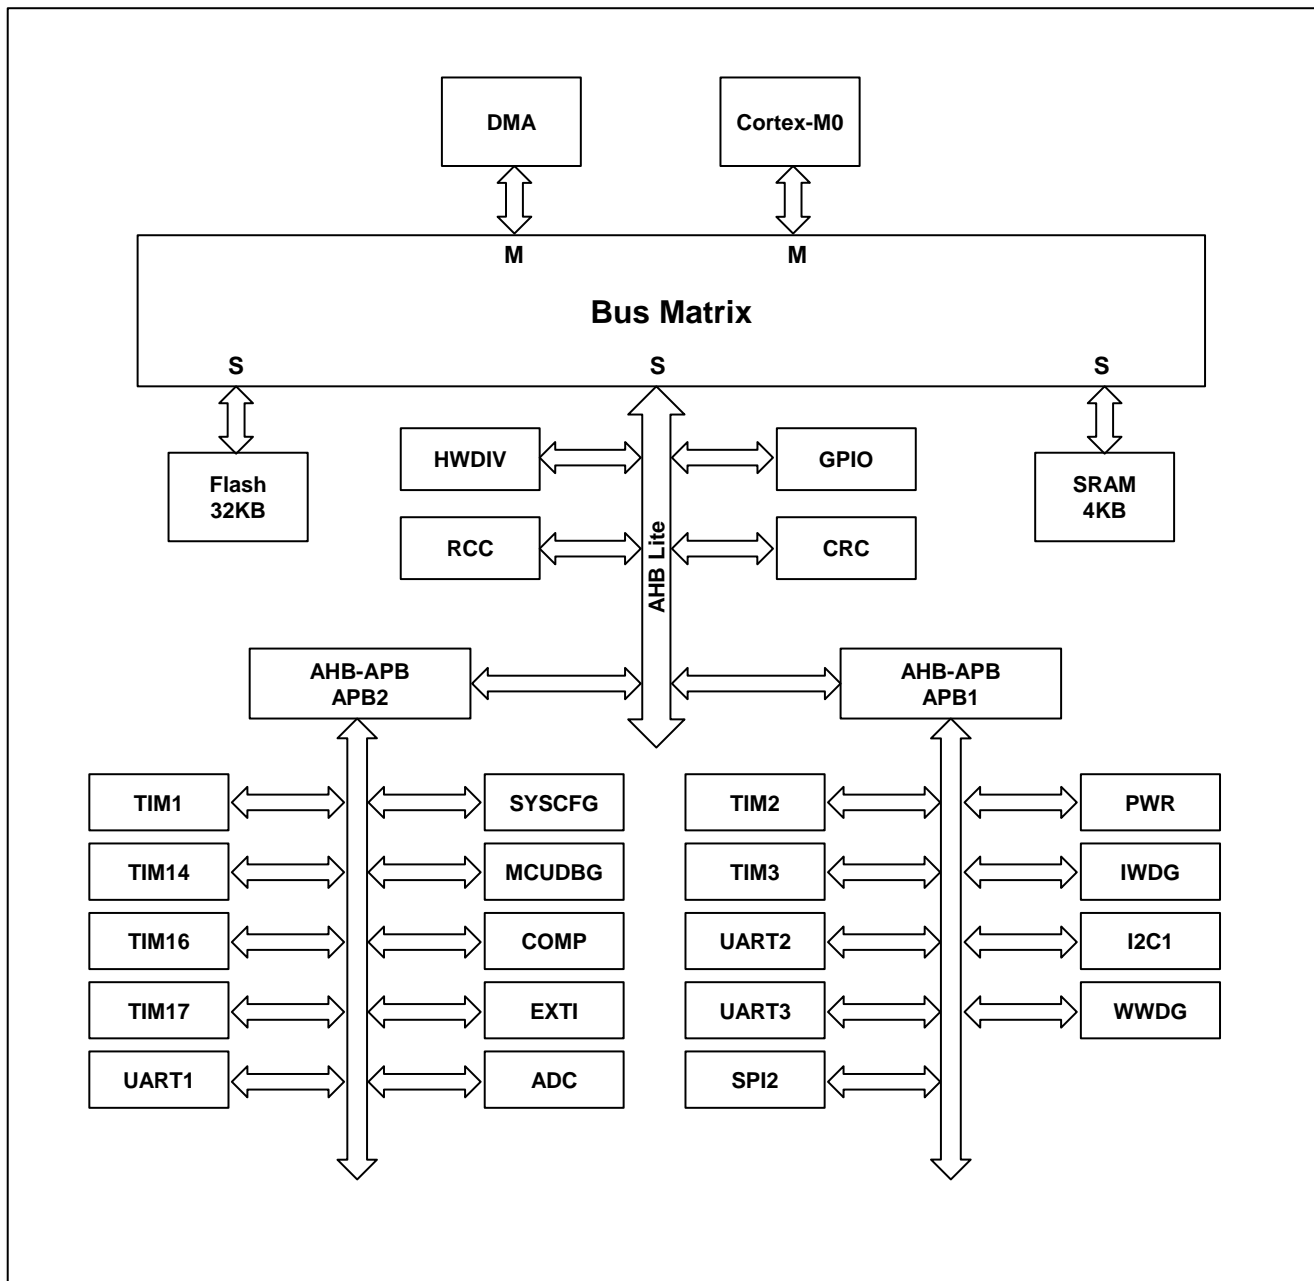 DMA
Cortex-M0
M
M
Bus Matrix
S
S
S
Flash
32KB
HWDIV
GPIO
SRAM
4KB
RCC
CRC
AHB Lite
AHB-APB
APB2
AHB-APB
APB1
TIM1
SYSCFG
TIM14
MCUDBG
TIM16
COMP
TIM17
EXTI
UART1
ADC
TIM2
PWR
TIM3
IWDG
UART2
I2C1
UART3
WWDG
SPI2